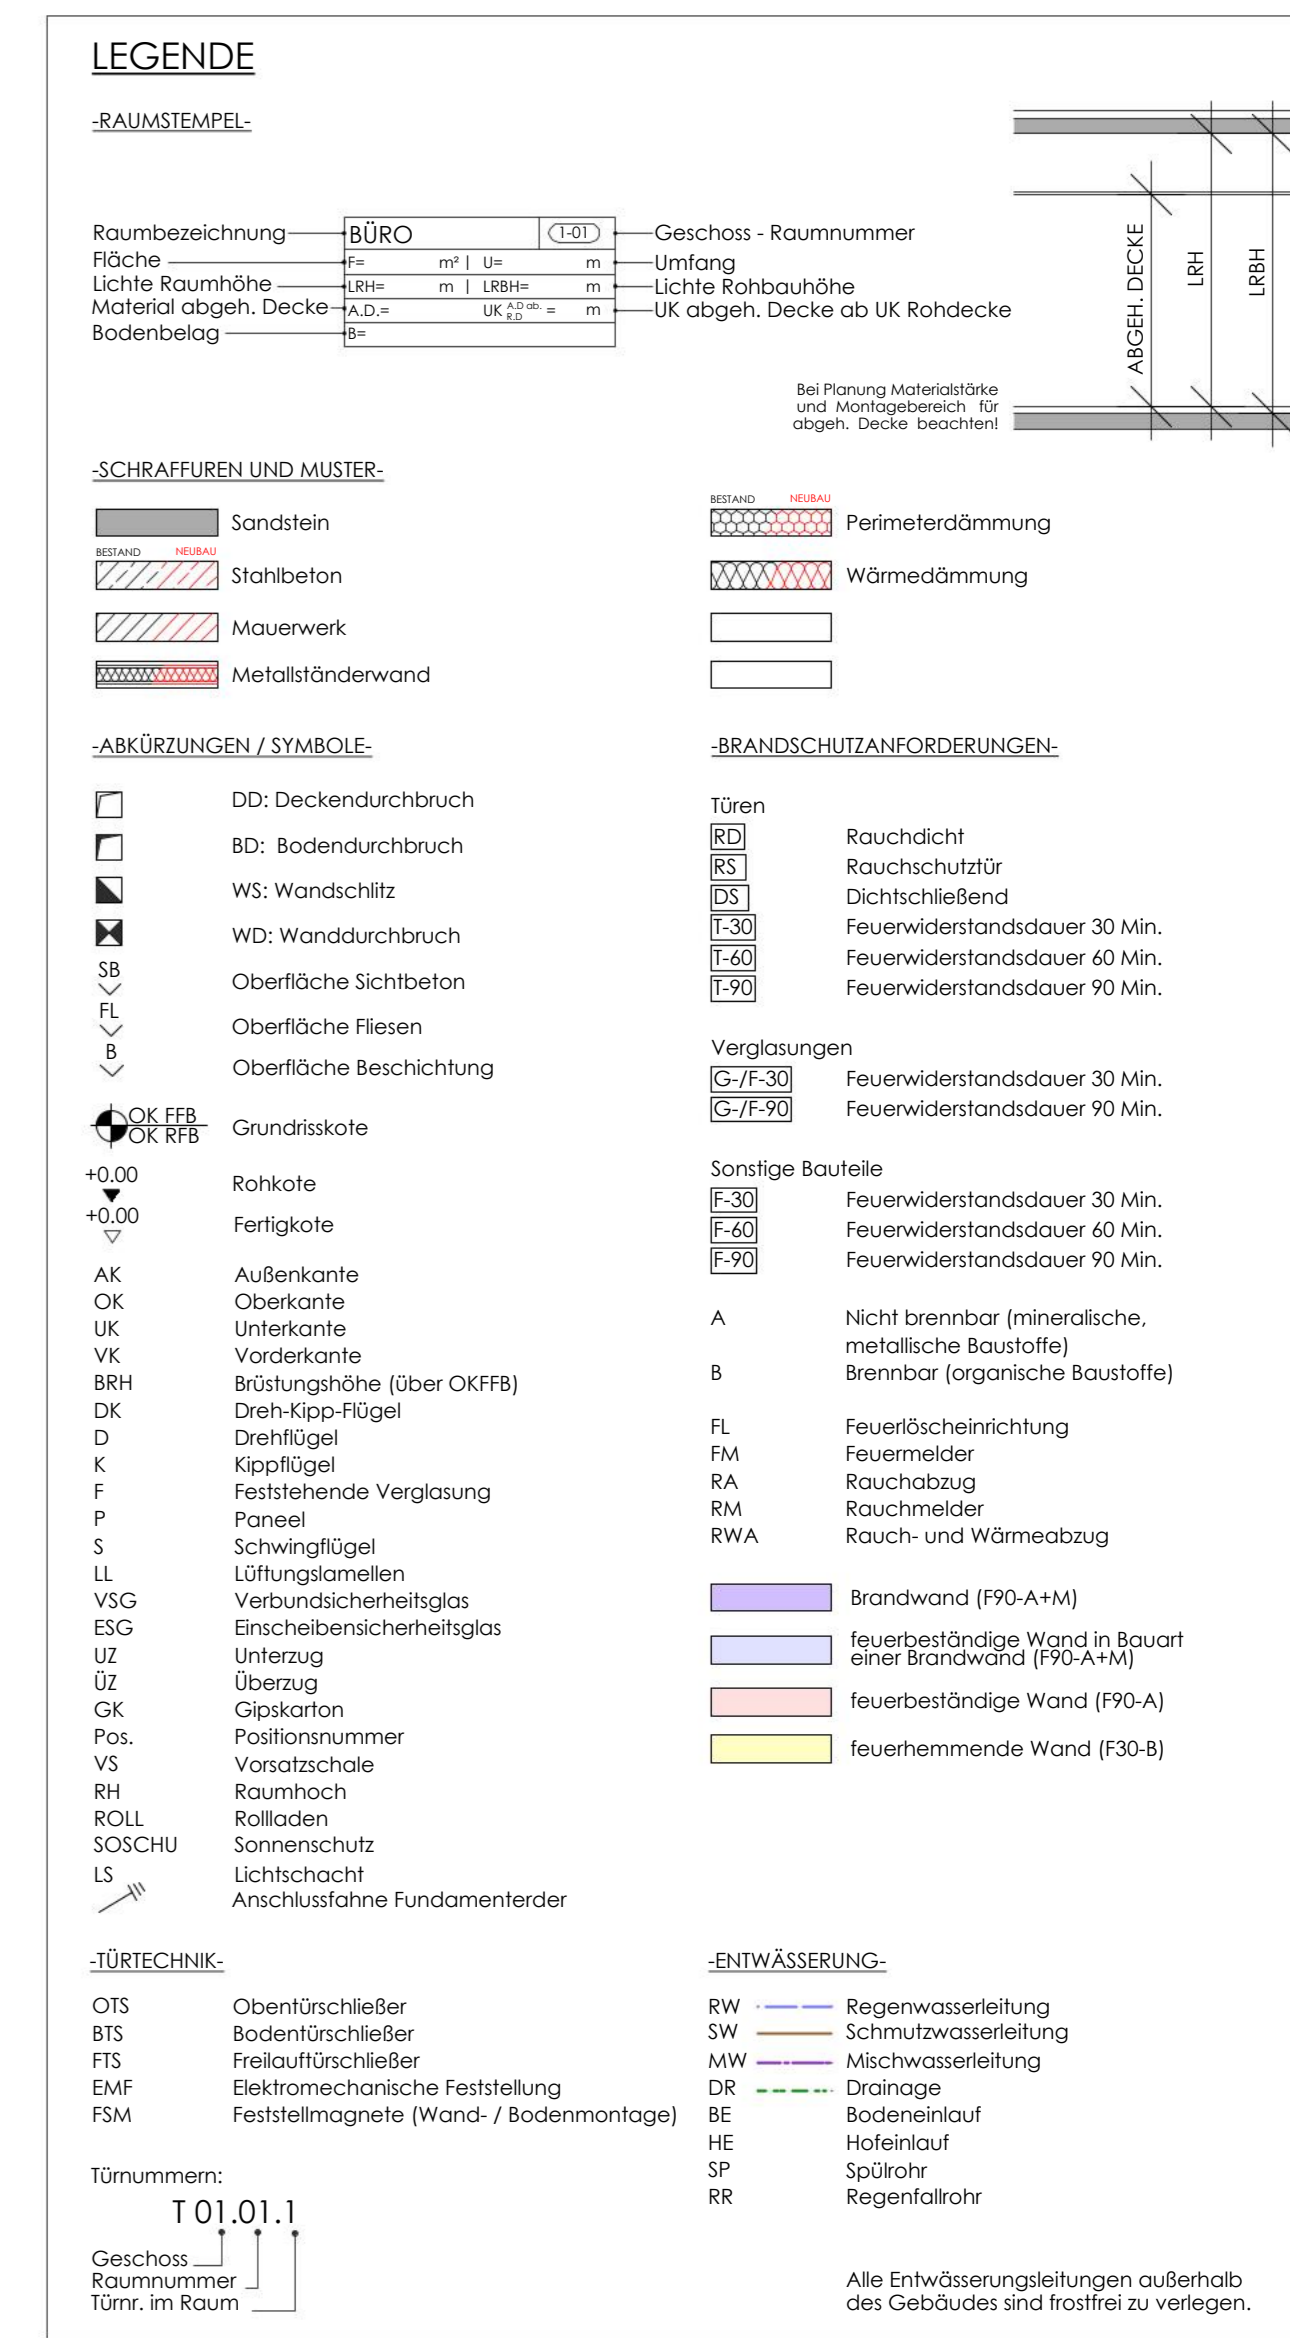 LEGENDE
-RAUMSTEMPEL-
Raumbezeichnung BÜRO 1-01 Geschoss - Raumnummer
Fläche F= m² | U= m Umfang
Lichte Raumhöhe LRH= m | LRBH= m Lichte Rohbauhöhe
Material abgeh. Decke A.D.= UK A.D ab. R.D = m UK abgeh. Decke ab UK Rohdecke
Bodenbelag B=
ABGEH. DECKE
LRH
LRBH
Bei Planung Materialstärke
und Montagebereich für
abgeh. Decke beachten!
-SCHRAFFUREN UND MUSTER-
Sandstein
BESTAND NEUBAU
Stahlbeton
Mauerwerk
Metallständerwand
BESTAND NEUBAU
Perimeterdämmung
Wärmedämmung
-ABKÜRZUNGEN / SYMBOLE-
DD: Deckendurchbruch
BD: Bodendurchbruch
WS: Wandschlitz
WD: Wanddurchbruch
SB Oberfläche Sichtbeton
FL Oberfläche Fliesen
B Oberfläche Beschichtung
OK FFB
OK RFB
Grundrisskote
+0.00 Rohkote
+0.00 Fertigkote
AK Außenkante
OK Oberkante
UK Unterkante
VK Vorderkante
BRH Brüstungshöhe (über OKFFB)
DK Dreh-Kipp-Flügel
D Drehflügel
K Kippflügel
F Feststehende Verglasung
P Paneel
S Schwingflügel
LL Lüftungslamellen
VSG Verbundsicherheitsglas
ESG Einscheibensicherheitsglas
UZ Unterzug
ÜZ Überzug
GK Gipskarton
Pos. Positionsnummer
VS Vorsatzschale
RH Raumhoch
ROLL Rollladen
SOSCHU Sonnenschutz
LS Lichtschacht
Anschlussfahne Fundamenterder
-BRANDSCHUTZANFORDERUNGEN-
Türen
RD Rauchdicht
RS Rauchschutztür
DS Dichtschließend
T-30 Feuerwiderstandsdauer 30 Min.
T-60 Feuerwiderstandsdauer 60 Min.
T-90 Feuerwiderstandsdauer 90 Min.
Verglasungen
G-/F-30 Feuerwiderstandsdauer 30 Min.
G-/F-90 Feuerwiderstandsdauer 90 Min.
Sonstige Bauteile
F-30 Feuerwiderstandsdauer 30 Min.
F-60 Feuerwiderstandsdauer 60 Min.
F-90 Feuerwiderstandsdauer 90 Min.
A Nicht brennbar (mineralische,
metallische Baustoffe)
B Brennbar (organische Baustoffe)
FL Feuerlöscheinrichtung
FM Feuermelder
RA Rauchabzug
RM Rauchmelder
RWA Rauch- und Wärmeabzug
Brandwand (F90-A+M)
feuerbeständige Wand in Bauart
einer Brandwand (F90-A+M)
feuerbeständige Wand (F90-A)
feuerhemmende Wand (F30-B)
-TÜRTECHNIK-
OTS Obentürschließer
BTS Bodentürschließer
FTS Freilauftürschließer
EMF Elektromechanische Feststellung
FSM Feststellmagnete (Wand- / Bodenmontage)
Türnummern:
T 01.01.1
Geschoss
Raumnummer
Türnr. im Raum
-ENTWÄSSERUNG-
RW Regenwasserleitung
SW Schmutzwasserleitung
MW Mischwasserleitung
DR Drainage
BE Bodeneinlauf
HE Hofeinlauf
SP Spülrohr
RR Regenfallrohr
Alle Entwässerungsleitungen außerhalb
des Gebäudes sind frostfrei zu verlegen.